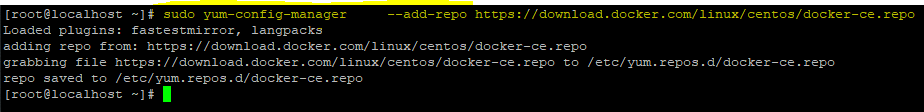 [root@localhost ~]# sudo yum-config-manager     --add-repo https://download.docker.com/linux/centos/docker-ce.repo
Loaded plugins: fastestmirror, langpacks
adding repo from: https://download.docker.com/linux/centos/docker-ce.repo
grabbing file https://download.docker.com/linux/centos/docker-ce.repo to /etc/yum.repos.d/docker-ce.repo
repo saved to /etc/yum.repos.d/docker-ce.repo
[root@localhost ~]#